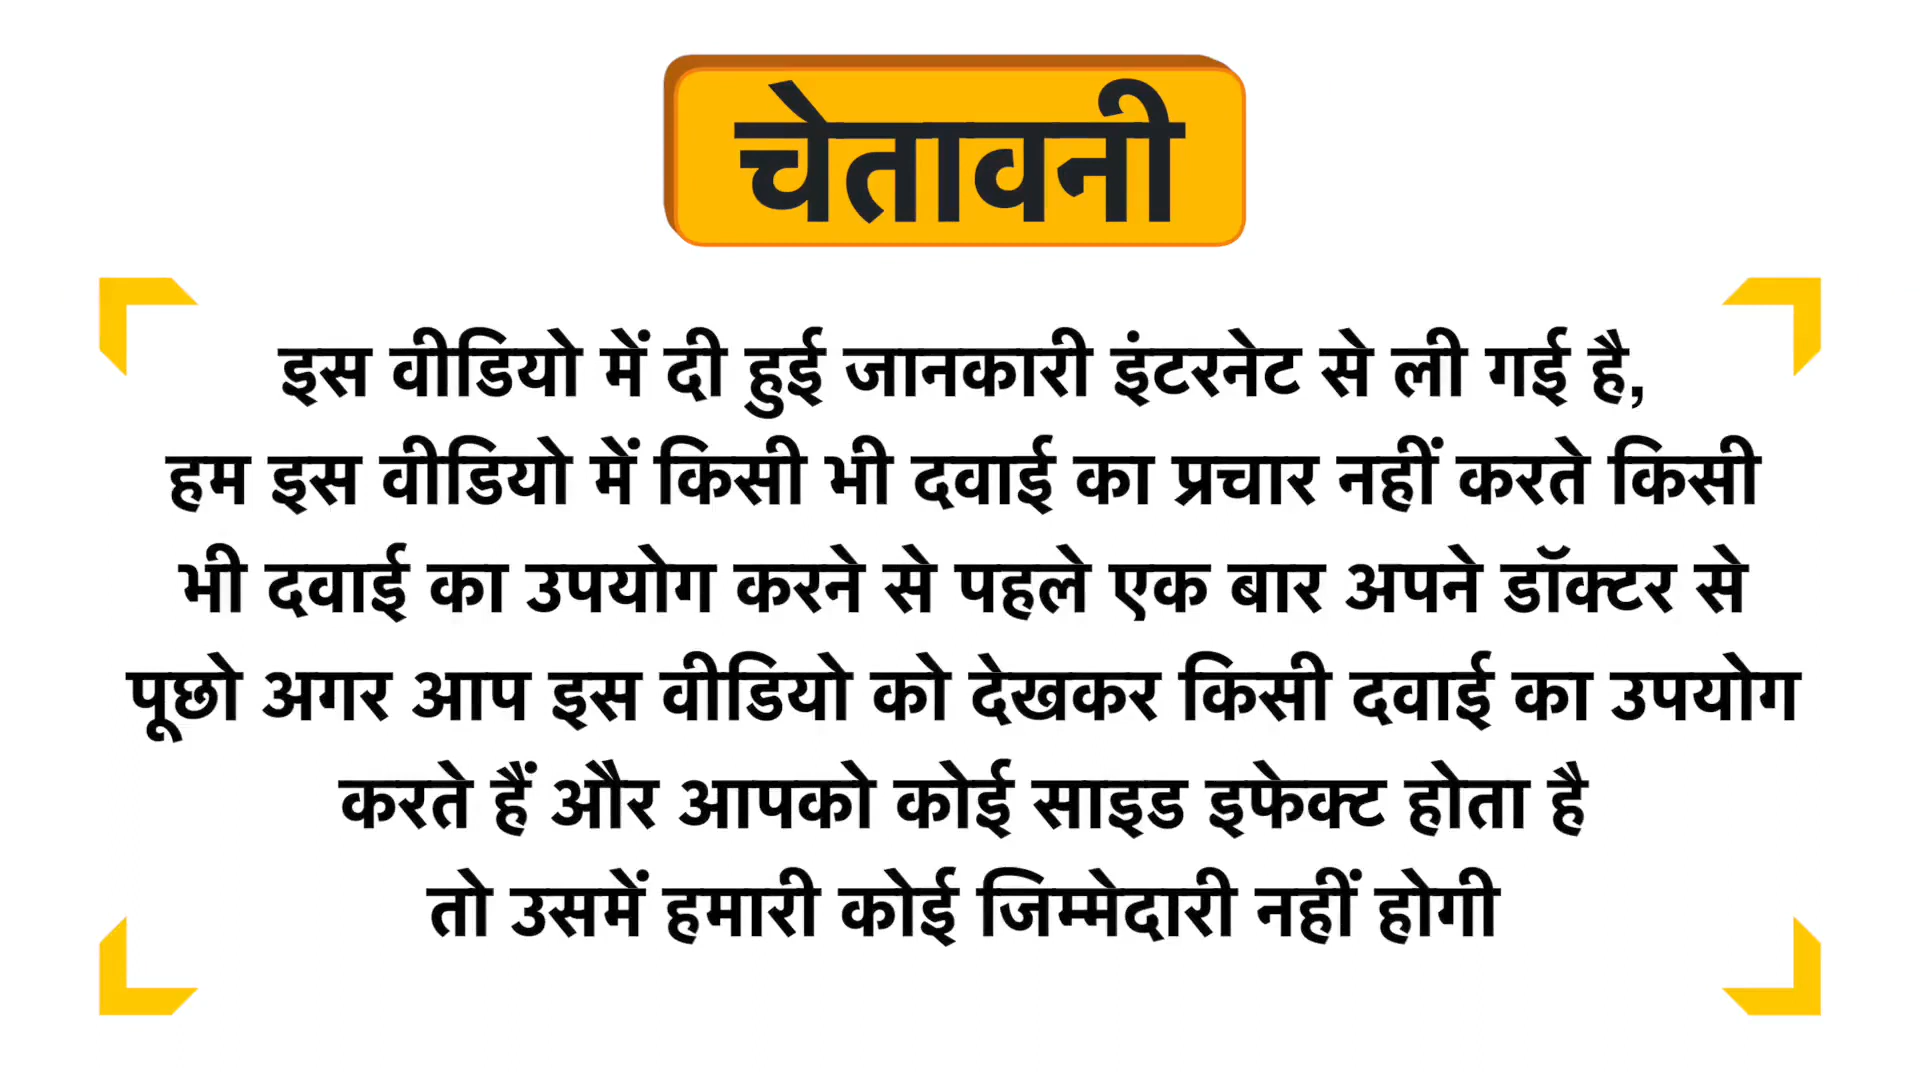 चेतावनी
इस वीडियो में दी हुई जानकारी इंटरनेट से ली गई है,
हम इस वीडियो में किसी भी दवाई का प्रचार नहीं करते किसी
भी दवाई का उपयोग करने से पहले एक बार अपने डॉक्टर से
पूछो अगर आप इस वीडियो को देखकर किसी दवाई का उपयोग
करते हैं और आपको कोई साइड इफेक्ट होता है
तो उसमें हमारी कोई जिम्मेदारी नहीं होगी